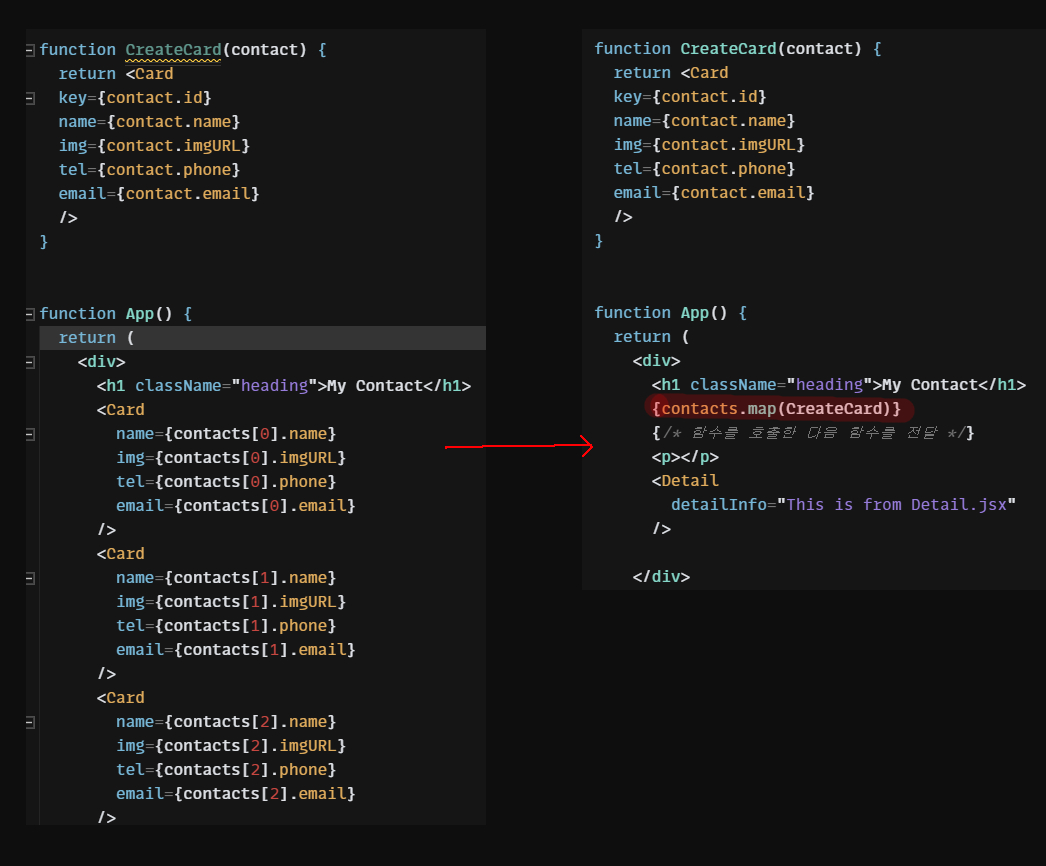 function CreateCard(contact) {
return <Card
key={contact.id}
name={contact.name}
img={contact.imgURL}
tel={contact.phone}
email={contact.email}
/>
}
function App() {
return (
<div>
<h1 className="heading">My Contact</h1>
<Card
name={contacts[0].name}
img={contacts[0].imgURL}
tel={contacts[0].phone}
email={contacts[0].email}
/>
<Card
name={contacts[1].name}
img={contacts[1].imgURL}
tel={contacts[1].phone}
email={contacts[1].email}
/>
<Card
name={contacts[2].name}
img={contacts[2].imgURL}
tel={contacts[2].phone}
email={contacts[2].email}
/>
function CreateCard(contact) {
return <Card
key={contact.id}
name={contact.name}
img={contact.imgURL}
tel={contact.phone}
email={contact.email}
/>
}
function App() {
return (
<div>
<h1 className="heading">My Contact</h1>
{contacts.map(CreateCard)}
{/* 함수를 호출한 다음 함수를 전달 */}
<p></p>
<Detail
detailInfo="This is from Detail.jsx"
/>
</div>